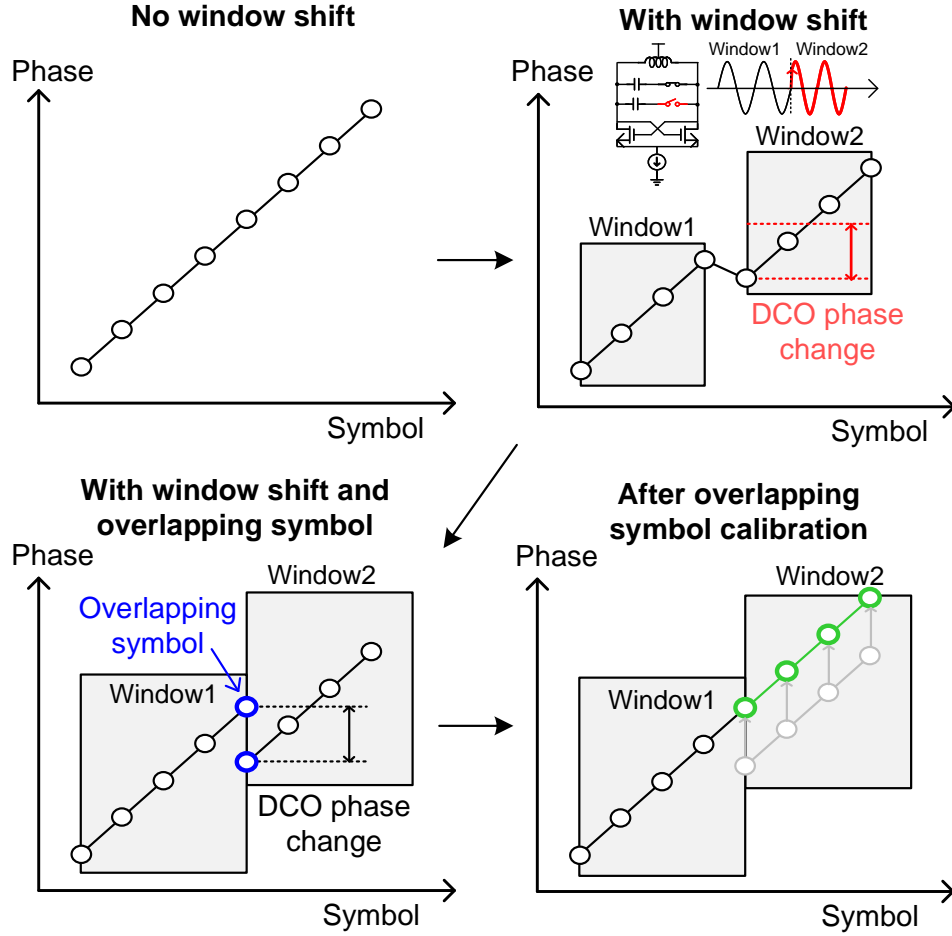 No window shift
Phase
Symbol
With window shift
Phase
Window1
Window2
Window2
Window1
DCO phase
change
Symbol
With window shift and
overlapping symbol
Phase
Window2
Overlapping
symbol
Window1
DCO phase
change
Symbol
After overlapping
symbol calibration
Phase
Window2
Window1
Symbol